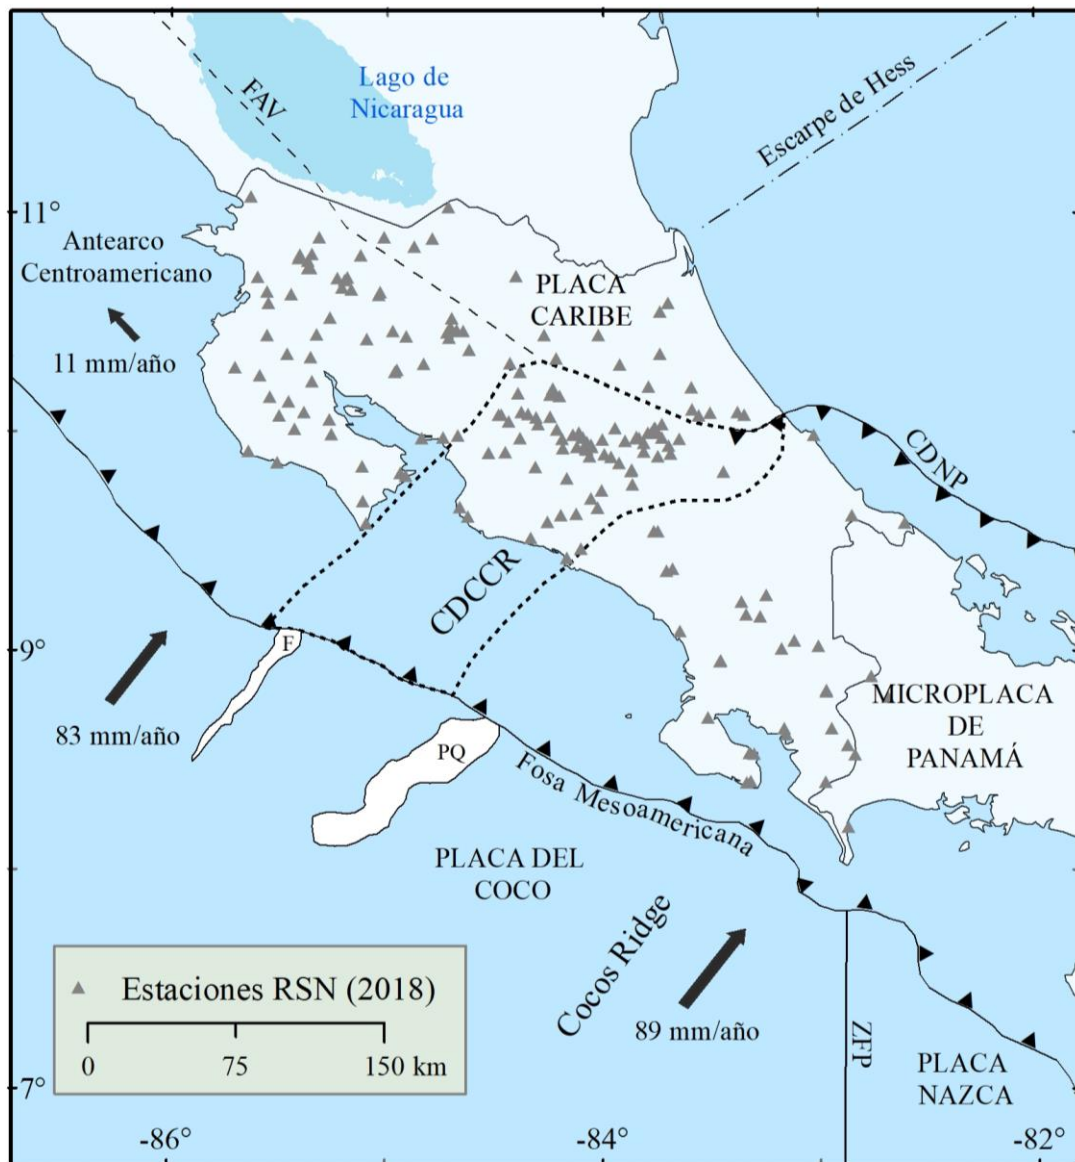 Lago de
Nicaragua
FAV
Escarpe de Hess
11°
Antearco
Centroamericano
11 mm/año
PLACA
CARIBE
CDNP
CDCCR
9°
F
83 mm/año
PQ
Fosa Mesoamericana
MICROPLACA
DE
PANAMÁ
PLACA DEL
COCO
Cocos Ridge
89 mm/año
ZFP
PLACA
NAZCA
Estaciones RSN (2018)
0 75 150 km
7°
-86° -84° -82°